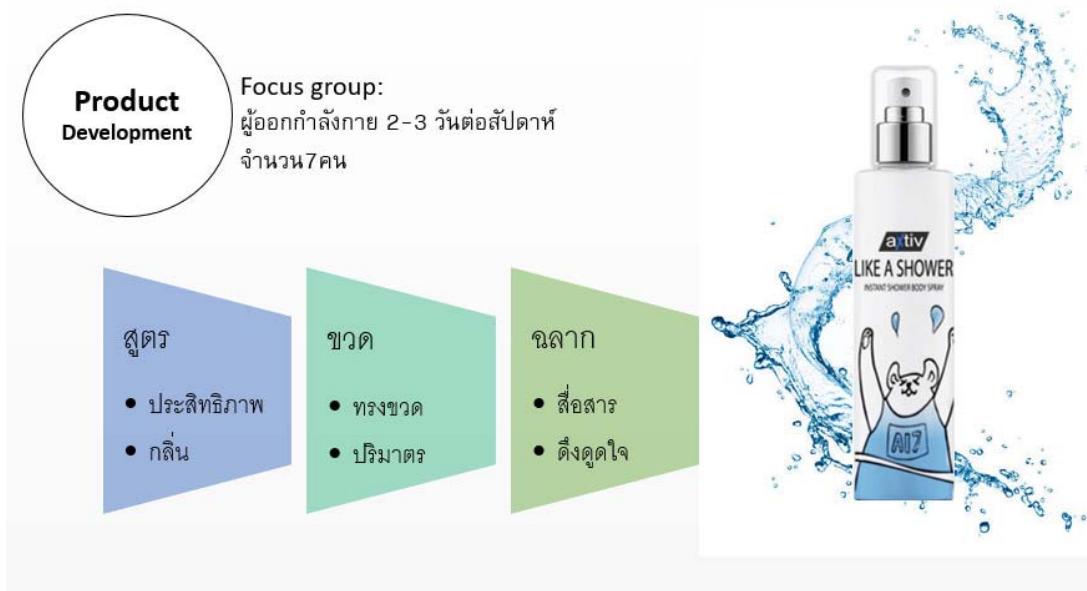 Product
Development
Focus group:
ผู้ออกกำลังกาย 2-3 วันต่อสัปดาห์
จำนวน7คน
สูตร
• ประสิทธิภาพ
• กลิ่น
ขวด
• ทรงขวด
• ปริมาตร
ฉลาก
• สื่อสาร
• ดึงดูดใจ
axtiv
LIKE A SHOWER
INSTANT SHOWER BODY SPRAY
A17